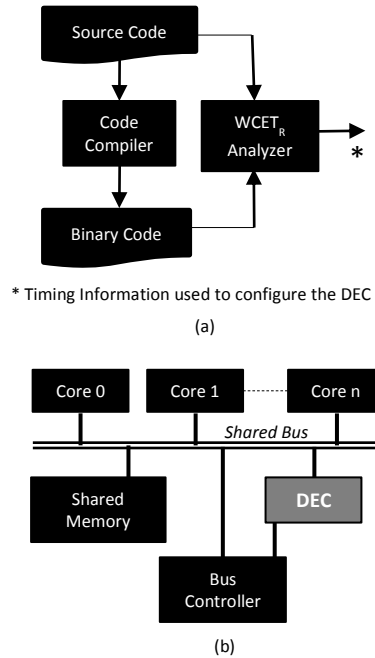 Source Code
Code
Compiler
WCET_R
Analyzer
*
Binary Code
* Timing Information used to configure the DEC
(a)
Core 0
Core 1
Core n
Shared Bus
Shared
Memory
DEC
Bus
Controller
(b)